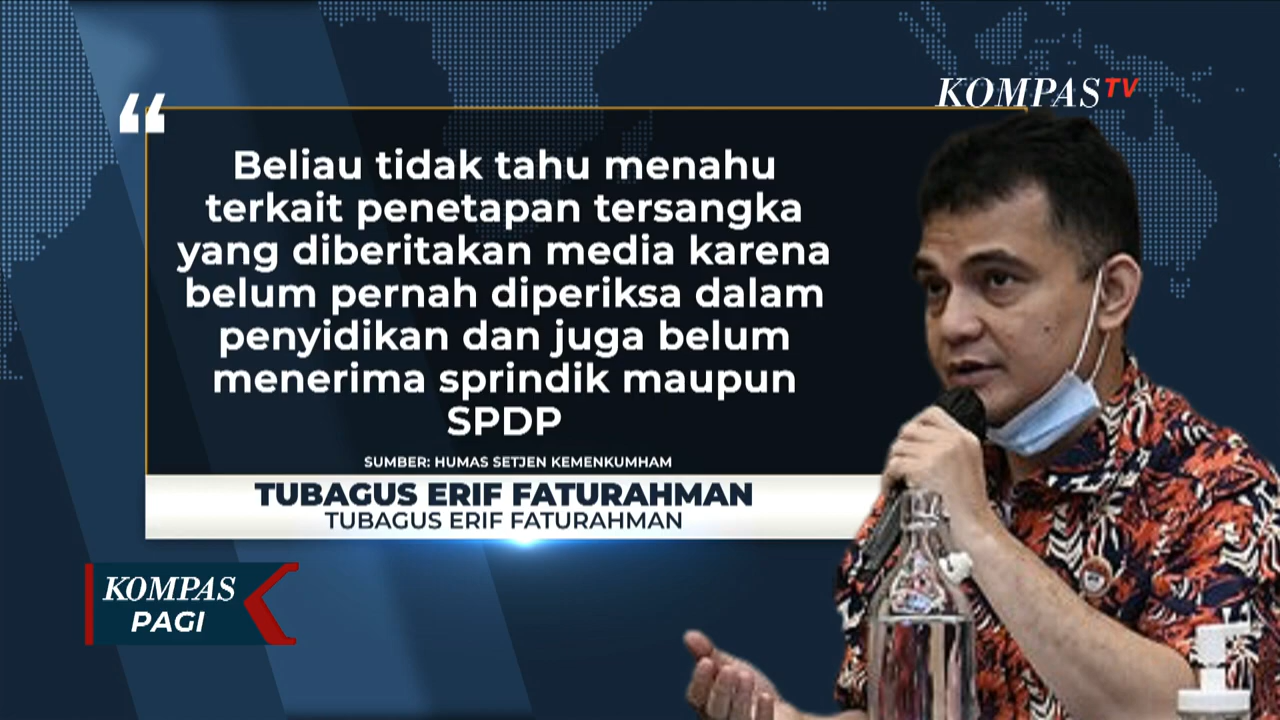 KOMPASTV
“
Beliau tidak tahu menahu
terkait penetapan tersangka
yang diberitakan media karena
belum pernah diperiksa dalam
penyidikan dan juga belum
menerima sprindik maupun
SPDP
SUMBER: HUMAS SETJEN KEMENKUMHAM
TUBAGUS ERIF FATURAHMAN
TUBAGUS ERIF FATURAHMAN
KOMPAS
PAGI